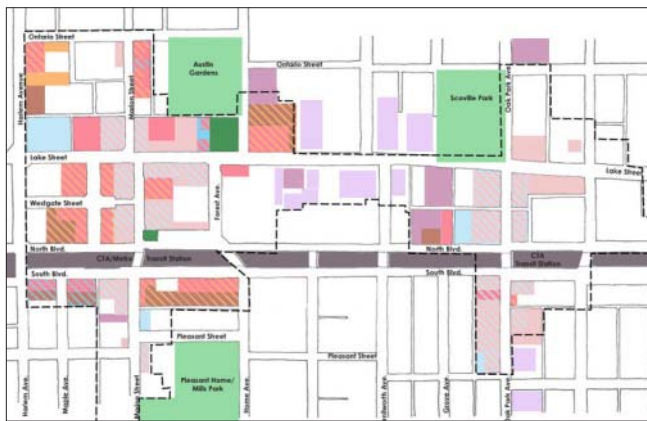 Ontario Street
Austin
Gardens
Ontario Street
Scoville Park
Harlem Avenue
Marion Street
Oak Park Ave.
Lake Street
Lake Street
Westgate Street
Forest Ave.
North Blvd.
North Blvd.
CTA/Metra
Transit Station
CTA
Transit Station
South Blvd.
South Blvd.
Pleasant Street
Pleasant Street
Pleasant Home/
Mills Park
Harlem Ave.
Maple Ave.
Marion Street
Home Ave.
Kenilworth Ave.
Grove Ave.
Oak Park Ave.